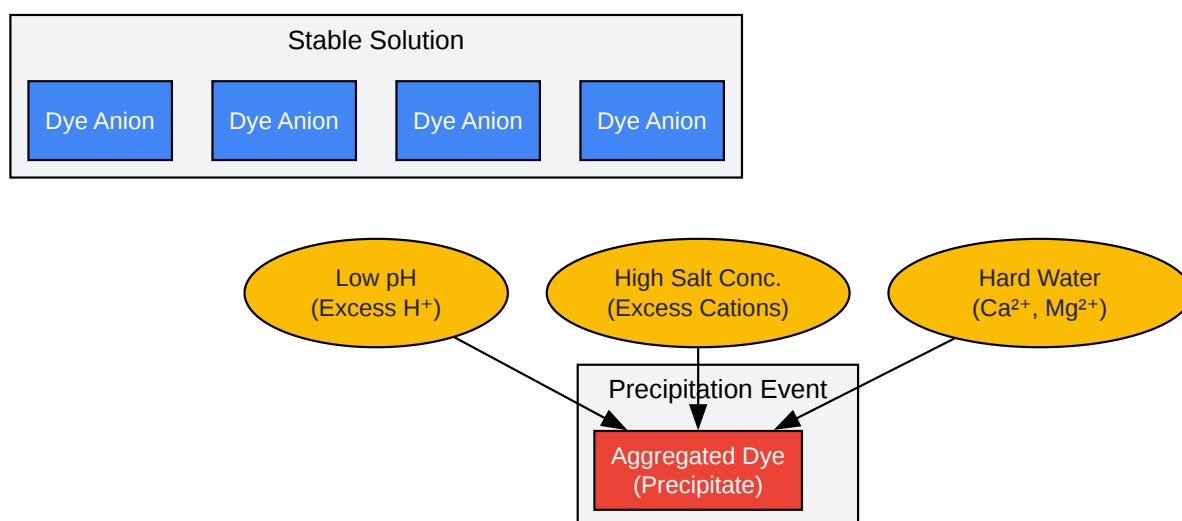 Stable Solution
Dye Anion Dye Anion Dye Anion Dye Anion
Low pH
(Excess H⁺)
High Salt Conc.
(Excess Cations)
Hard Water
(Ca²⁺, Mg²⁺)
Precipitation Event
Aggregated Dye
(Precipitate)